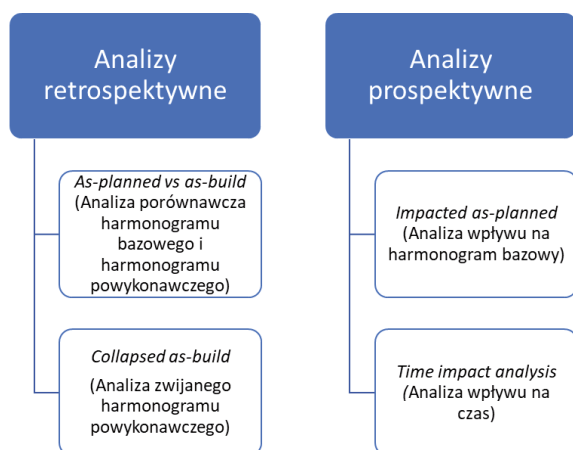 Analizy
retrospektywne
As-planned vs as-build
(Analiza porównawcza
harmonogramu
bazowego i
harmonogramu
powykonawczego)
Collapsed as-build
(Analiza zwijanego
harmonogramu
powykonawczego)
Analizy
prospektywne
Impacted as-planned
(Analiza wpływu na
harmonogram bazowy)
Time impact analysis
(Analiza wpływu na
czas)